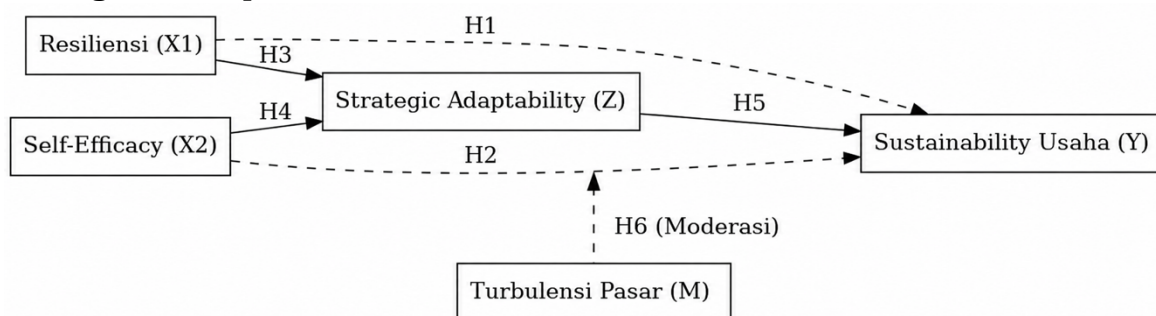 H1
Resiliensi (X1)
H3
Strategic Adaptability (Z)
H5
H4
Self-Efficacy (X2)
H2
Sustainability Usaha (Y)
H6 (Moderasi)
Turbulensi Pasar (M)